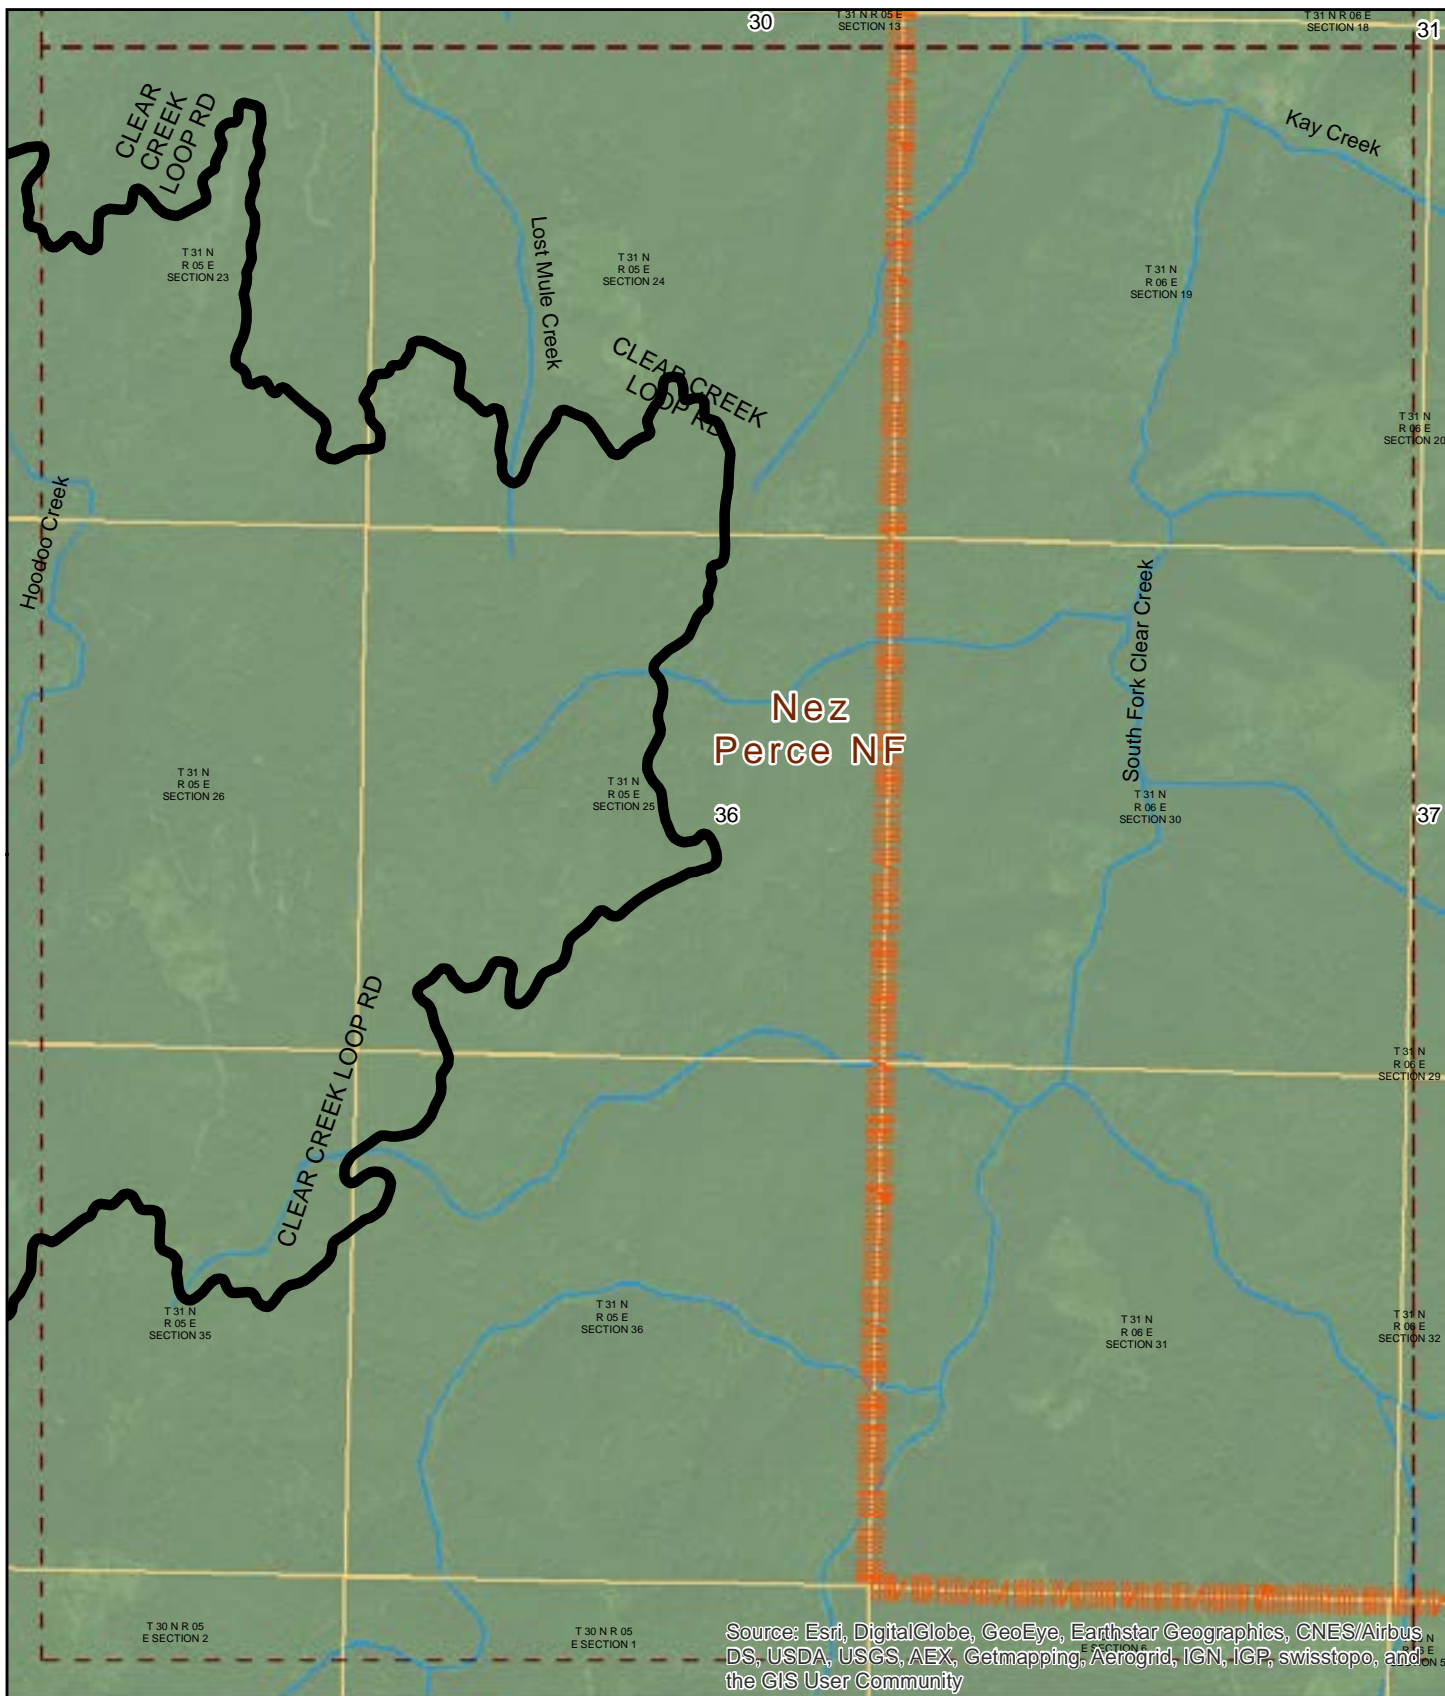 30
T 31 N R 05 E
SECTION 13
T 31 N R 06 E
SECTION 18
31
CLEAR
CREEK
LOOP RD
Kay Creek
Lost Mule Creek
T 31 N
R 05 E
SECTION 23
T 31 N
R 05 E
SECTION 24
T 31 N
R 06 E
SECTION 19
CLEAR CREEK
LOOP RD
T 31 N
R 06 E
SECTION 20
Hoodoo Creek
South Fork Clear Creek
Nez
Perce NF
T 31 N
R 05 E
SECTION 26
T 31 N
R 05 E
SECTION 25
36
T 31 N
R 06 E
SECTION 30
37
CLEAR CREEK LOOP RD
T 31 N
R 06 E
SECTION 29
T 31 N
R 05 E
SECTION 35
T 31 N
R 05 E
SECTION 36
T 31 N
R 06 E
SECTION 31
T 31 N
R 06 E
SECTION 32
T 30 N R 05
E SECTION 2
T 30 N R 05
E SECTION 1
E SECTION 6
Source: Esri, DigitalGlobe, GeoEye, Earthstar Geographics, CNES/Airbus
DS, USDA, USGS, AEX, Getmapping, Aerogrid, IGN, IGP, swisstopo, and
the GIS User Community